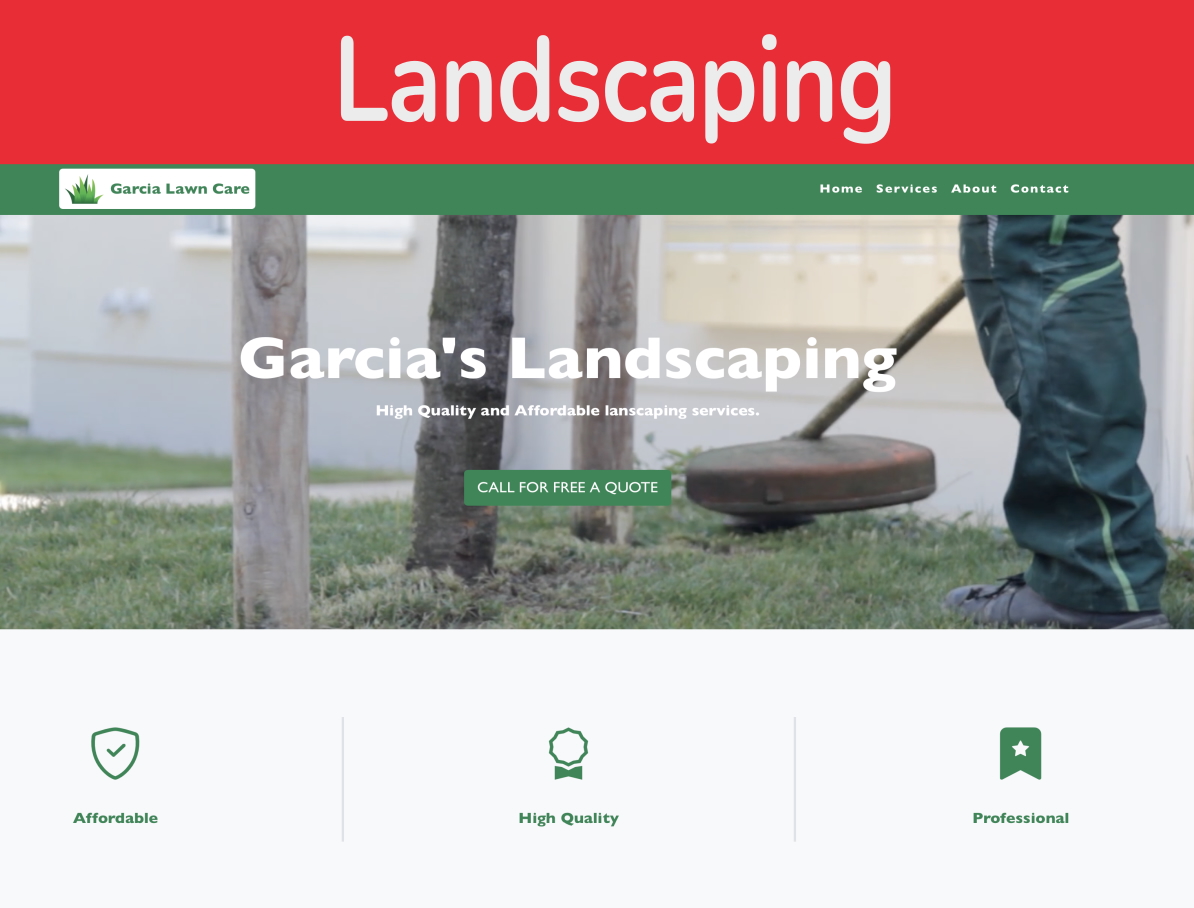 Landscaping
Garcia Lawn Care
Home Services About Contact
Garcia's Landscaping
High Quality and Affordable lanscaping services.
CALL FOR FREE A QUOTE
Affordable
High Quality
Professional